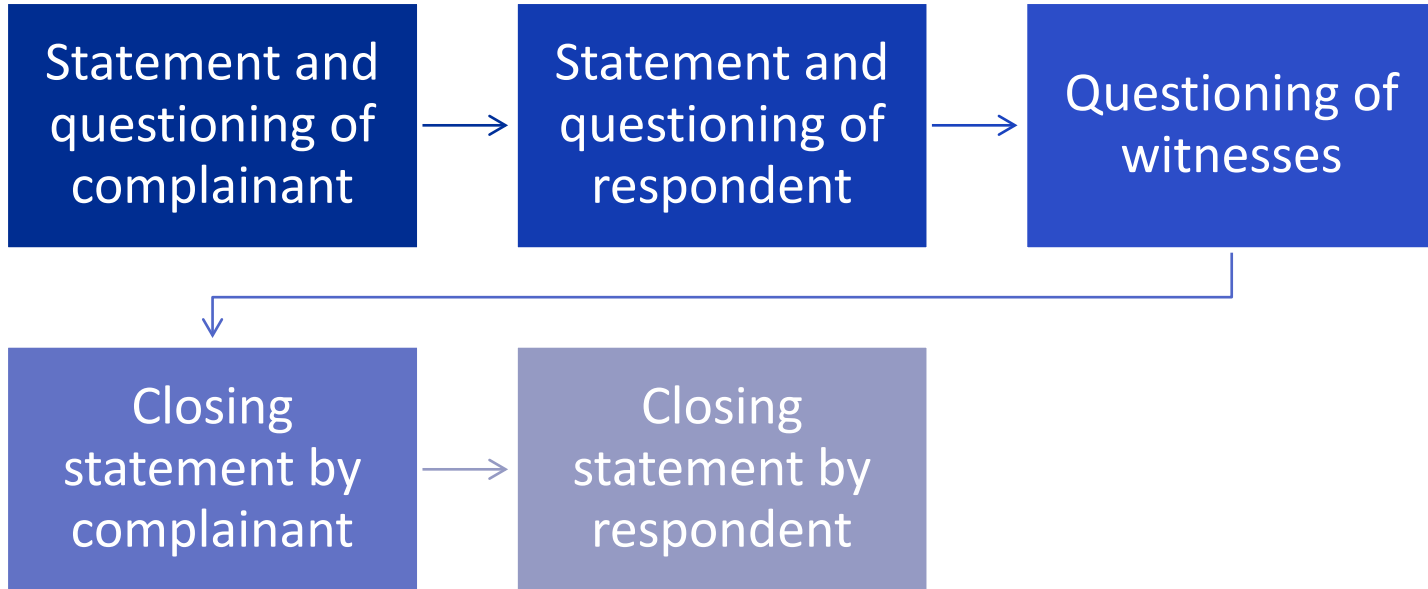 Statement and
questioning of
complainant
Statement and
questioning of
respondent
Questioning of
witnesses
Closing
statement by
complainant
Closing
statement by
respondent